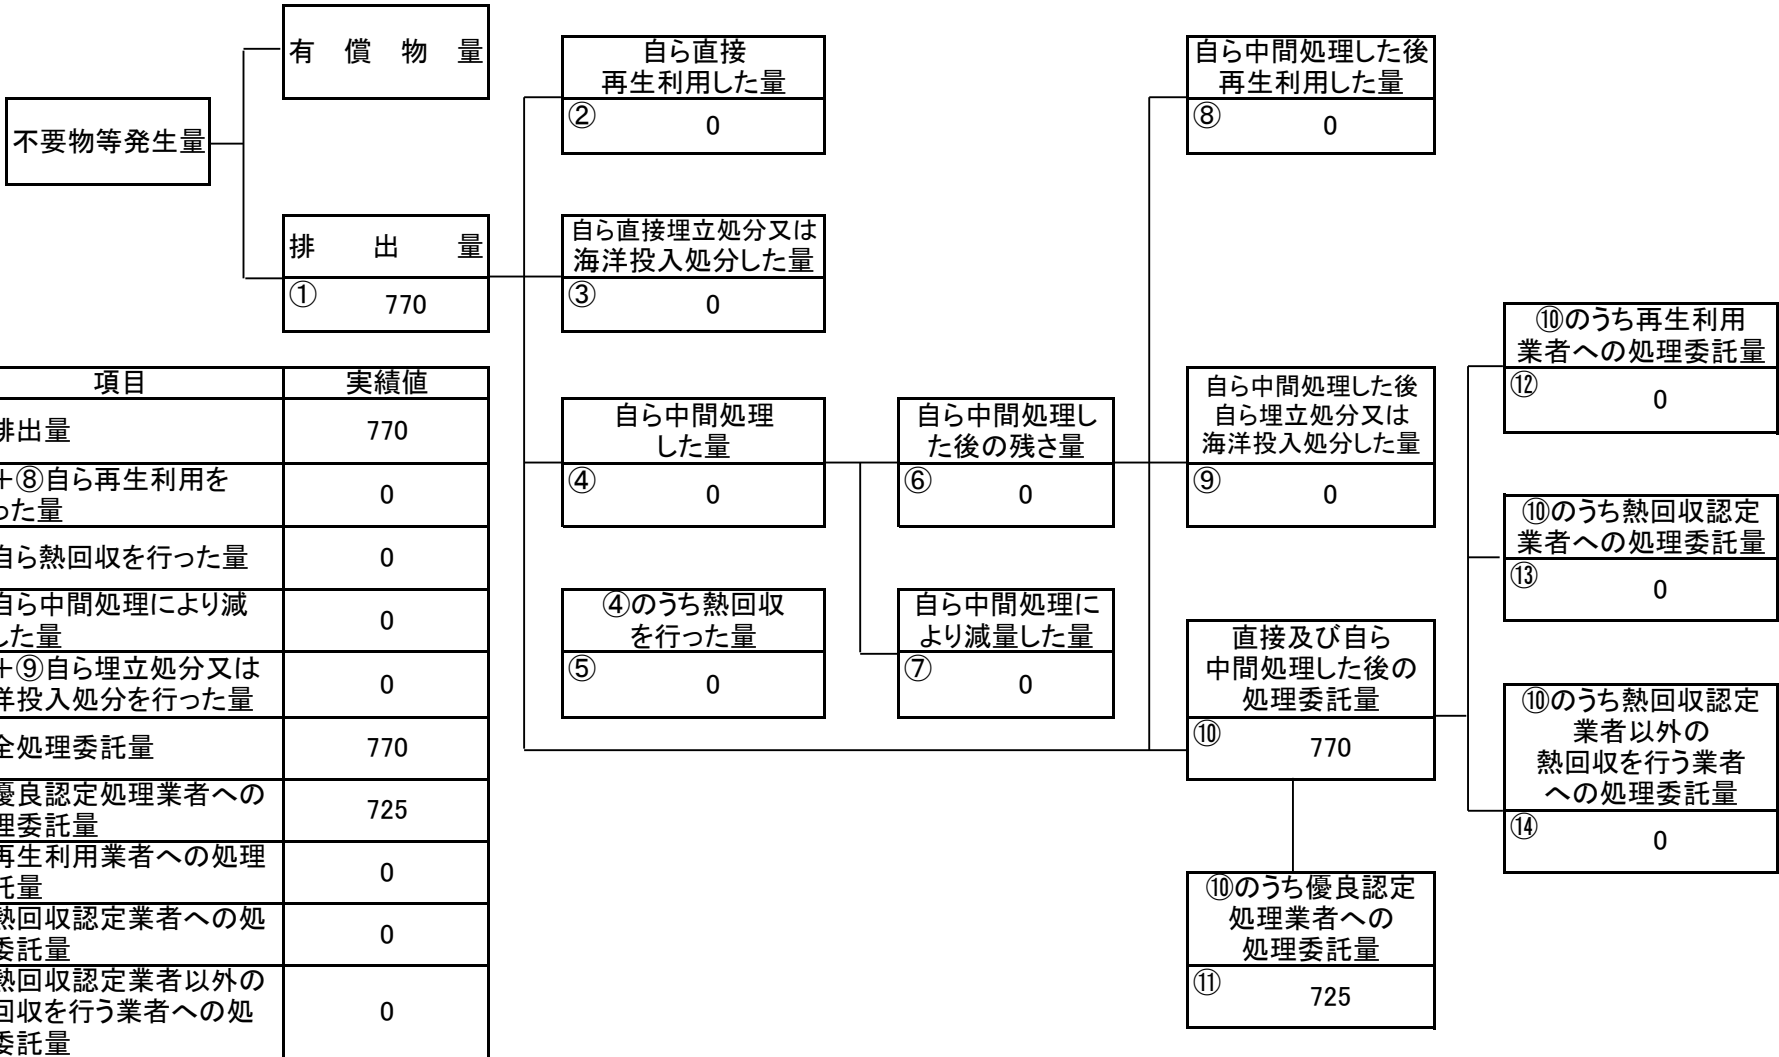 有償物量
不要物等発生量
排出量
① 770
自ら直接
再生利用した量
② 0
自ら直接埋立処分又は
海洋投入処分した量
③ 0
自ら中間処理
した量
④ 0
④のうち熱回収
を行った量
⑤ 0
自ら中間処理し
た後の残さ量
⑥ 0
自ら中間処理に
より減量した量
⑦ 0
自ら中間処理した後
再生利用した量
⑧ 0
自ら中間処理した後
自ら埋立処分又は
海洋投入処分した量
⑨ 0
直接及び自ら
中間処理した後の
処理委託量
⑩ 770
⑩のうち優良認定
処理業者への
処理委託量
⑪ 725
⑩のうち再生利用
業者への処理委託量
⑫ 0
⑩のうち熱回収認定
業者への処理委託量
⑬ 0
⑩のうち熱回収認定
業者以外の
熱回収を行う業者
への処理委託量
⑭ 0
項目 実績値
排出量 770
+⑧自ら再生利用を
った量 0
自ら熱回収を行った量 0
自ら中間処理により減
した量 0
+⑨自ら埋立処分又は
洋投入処分を行った量 0
全処理委託量 770
優良認定処理業者への
理委託量 725
再生利用業者への処理
託量 0
熱回収認定業者への処
委託量 0
熱回収認定業者以外の
回収を行う業者への処
委託量 0